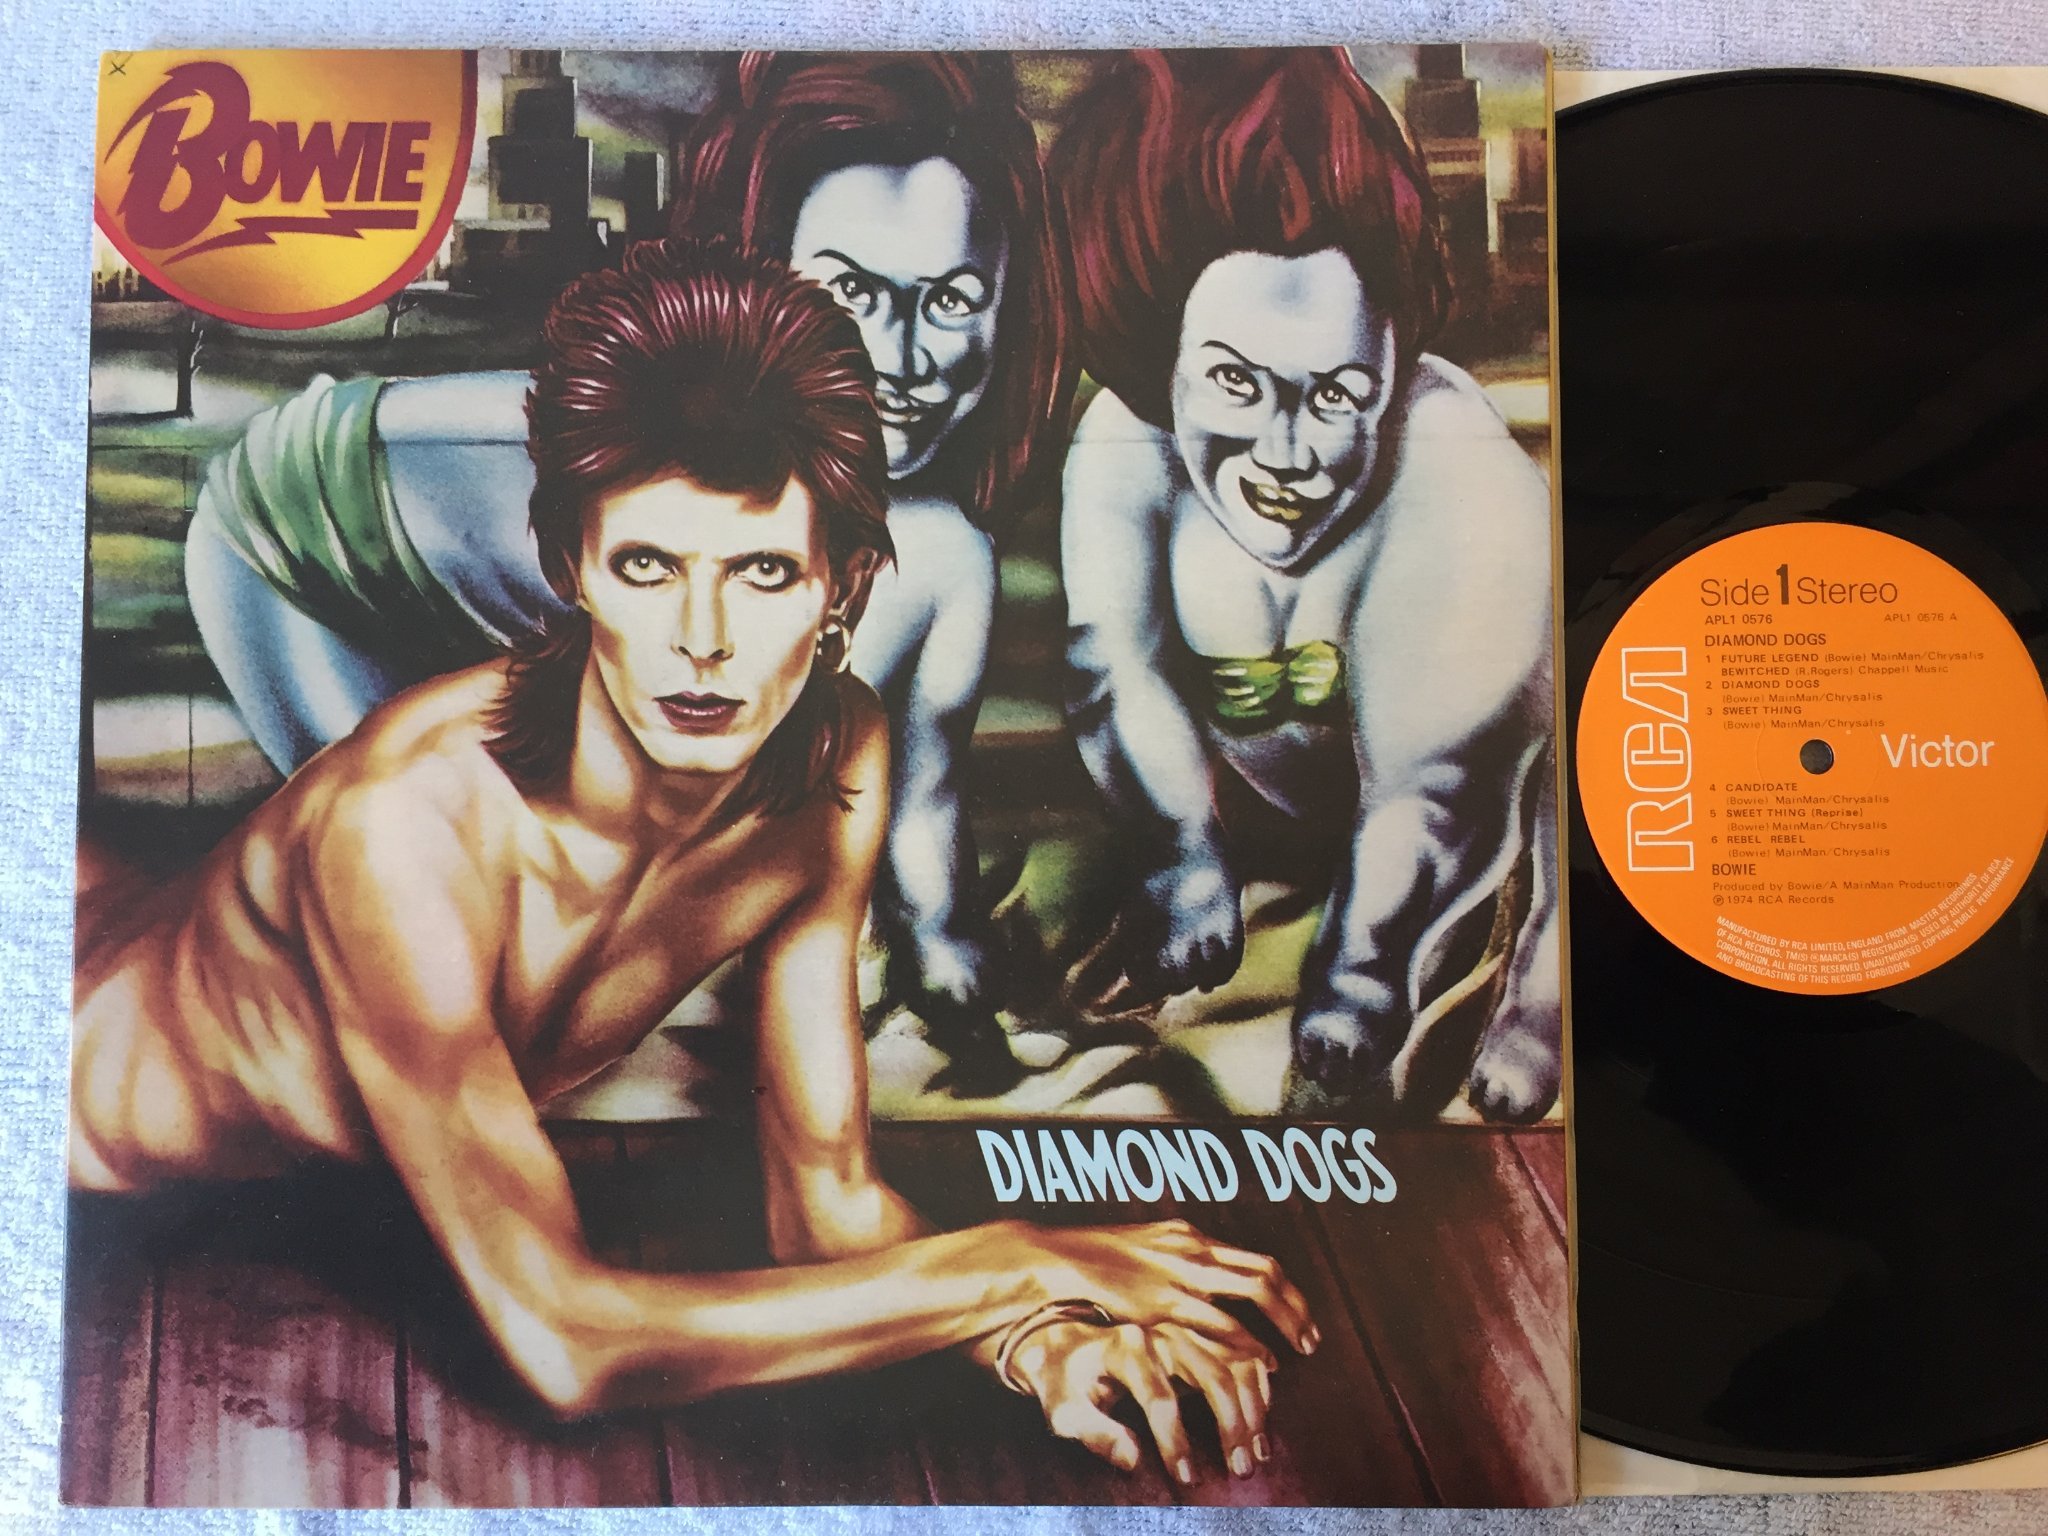 BOWIE
DIAMOND DOGS
Side 1 Stereo
APL1 0576 APL1 0576 A
DIAMOND DOGS
1 FUTURE LEGEND (Bowie) MainMan/Chrysalis
BEWITCHED (R.Rogers) Chappell Music
2 DIAMOND DOGS
(Bowie) MainMan/Chrysalis
3 SWEET THING
(Bowie) MainMan/Chrysalis
RCA
Victor
4 CANDIDATE
(Bowie) MainMan/Chrysalis
5 SWEET THING (Reprise)
(Bowie) MainMan/Chrysalis
6 REBEL REBEL
(Bowie) MainMan/Chrysalis
BOWIE
Produced by Bowie/A MainMan Production
Ⓟ 1974 RCA Records
MANUFACTURED BY RCA LIMITED, ENGLAND FROM MASTER RECORDINGS
OF RCA RECORDS. TM(S) ® MARCA(S) REGISTRADA(S) USED BY AUTHORITY OF RCA
CORPORATION. ALL RIGHTS RESERVED. UNAUTHORISED COPYING, PUBLIC PERFORMANCE
AND BROADCASTING OF THIS RECORD FORBIDDEN